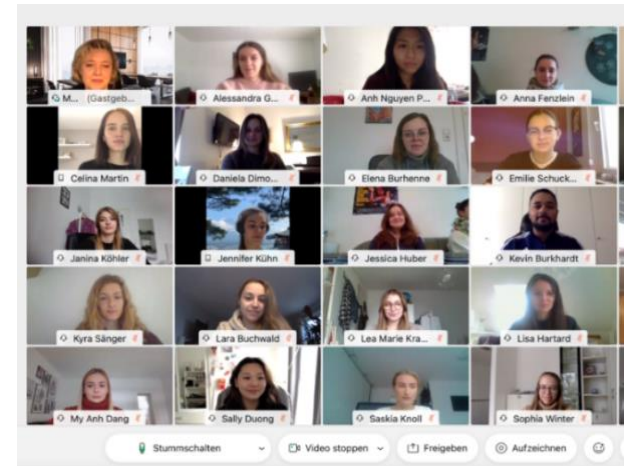 M... (Gastgeb...
Alessandra G...
Anh Nguyen P...
Anna Fenzlein
Celina Martin
Daniela Dimo...
Elena Burhenne
Emilie Schuck...
Janina Köhler
Jennifer Kühn
Jessica Huber
Kevin Burkhardt
Kyra Sänger
Lara Buchwald
Lea Marie Kra...
Lisa Hartard
My Anh Dang
Sally Duong
Saskia Knoll
Sophia Winter
Stummschalten
Video stoppen
Freigeben
Aufzeichnen